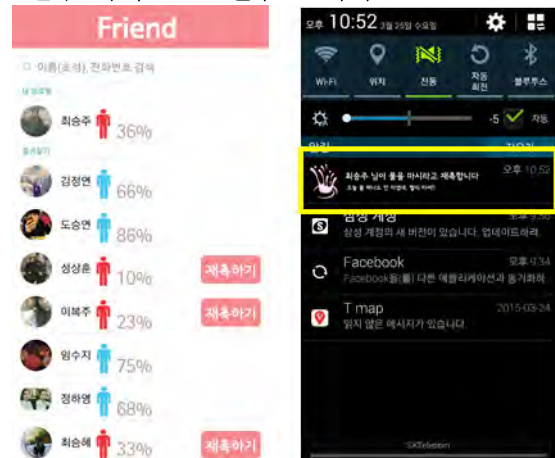 Friend
이름(초성), 전화번호 검색
최승주 36%
김정연 66%
도승연 86%
성상훈 10% 재촉하기
이복주 23% 재촉하기
임수지 75%
정하영 68%
최승혜 33% 재촉하기
오후 10:52 3월 25일 수요일
Wi-Fi 위치 진동 자동 회전 블루투스
-5 자동
알림
최승주 님이 물을 마시라고 재촉합니다 오후 10:52
삼성 계정
삼성 계정의 새 버전이 있습니다. 업데이트하려
Facebook 오후 9:34
Facebook을(를) 다른 애플리케이션과 동기화하
T map 2015-03-24
읽지 않은 메시지가 있습니다.
SKTelecom